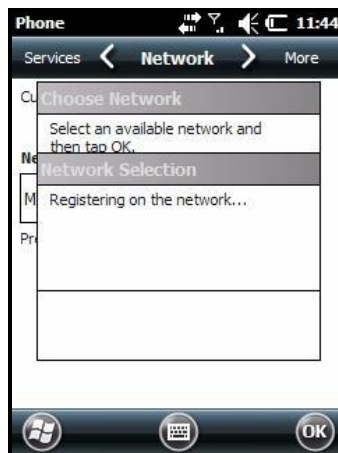 Phone 11:44
Services Network More
Cu
Choose Network
Select an available network and
then tap OK.
Ne
Network Selection
M
Registering on the network...
Pr
OK